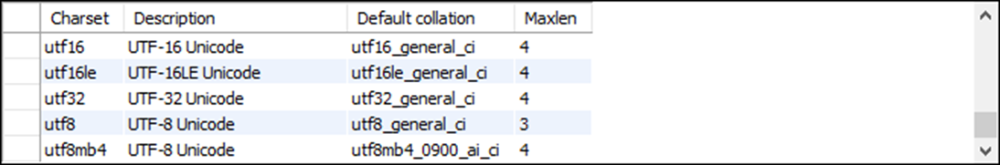 Charset Description Default collation Maxlen
utf16 UTF-16 Unicode utf16_general_ci 4
utf16le UTF-16LE Unicode utf16le_general_ci 4
utf32 UTF-32 Unicode utf32_general_ci 4
utf8 UTF-8 Unicode utf8_general_ci 3
utf8mb4 UTF-8 Unicode utf8mb4_0900_ai_ci 4